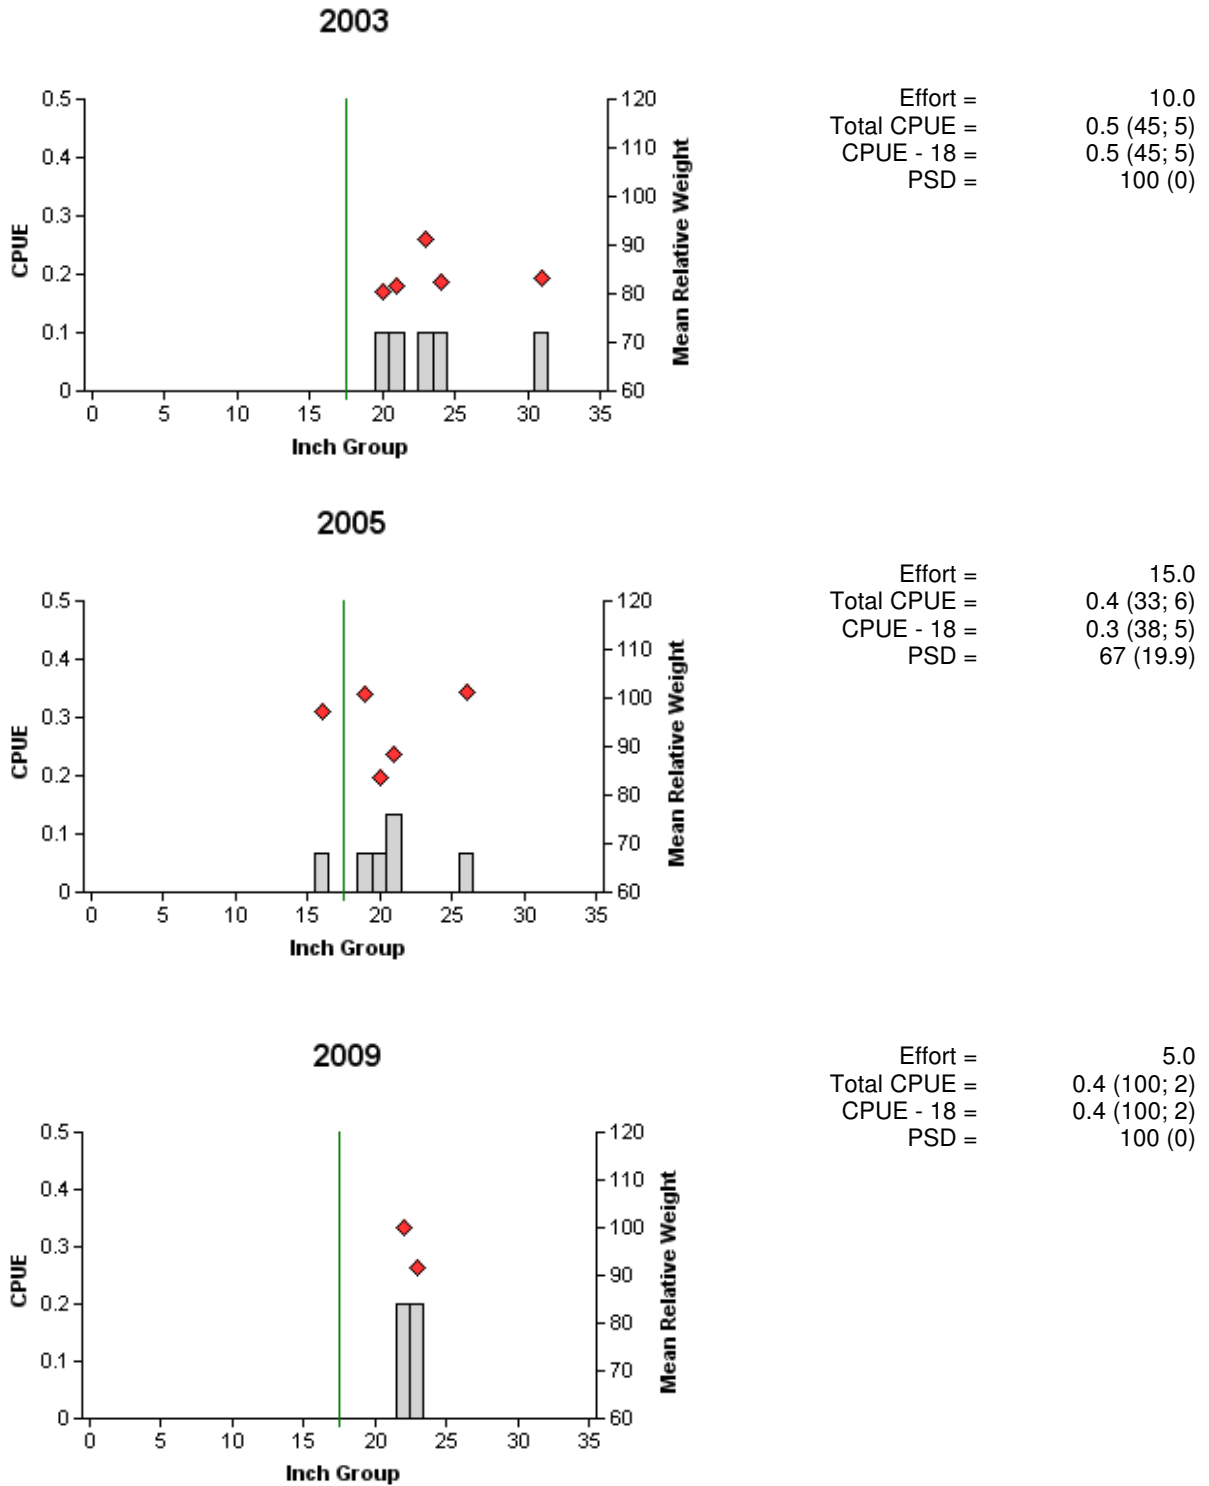 2003
0.5 120 Effort = 10.0
110 Total CPUE = 0.5 (45; 5)
0.4 CPUE - 18 = 0.5 (45; 5)
100 PSD = 100 (0)
0.3
90
0.2
80
0.1
70
0 60
CPUE
Mean Relative Weight
0 5 10 15 20 25 30 35
Inch Group
2005
0.5 120 Effort = 15.0
110 Total CPUE = 0.4 (33; 6)
0.4 CPUE - 18 = 0.3 (38; 5)
100 PSD = 67 (19.9)
0.3
90
0.2
80
0.1
70
0 60
CPUE
Mean Relative Weight
0 5 10 15 20 25 30 35
Inch Group
2009
0.5 120 Effort = 5.0
110 Total CPUE = 0.4 (100; 2)
0.4 CPUE - 18 = 0.4 (100; 2)
100 PSD = 100 (0)
0.3
90
0.2
80
0.1
70
0 60
CPUE
Mean Relative Weight
0 5 10 15 20 25 30 35
Inch Group